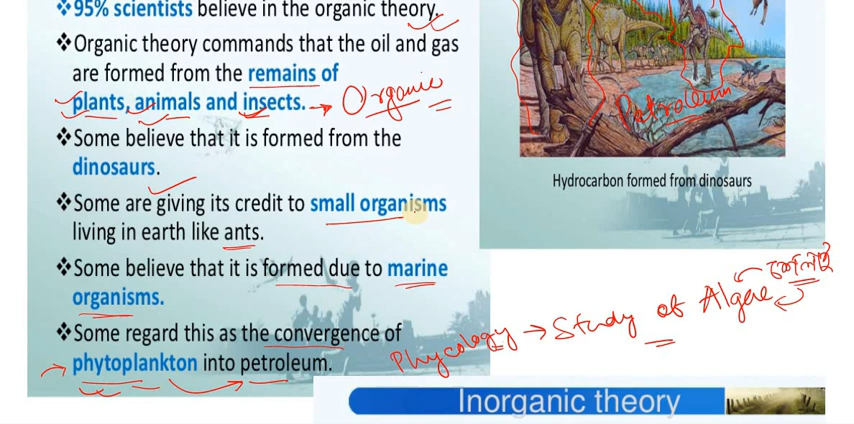 ❖95% scientists believe in the organic theory.
❖Organic theory commands that the oil and gas
are formed from the remains of
plants, animals and insects. → Organic
❖Some believe that it is formed from the
dinosaurs.
❖Some are giving its credit to small organisms
living in earth like ants.
❖Some believe that it is formed due to marine
organisms.
❖Some regard this as the convergence of
phytoplankton into petroleum.
Petroleum
Hydrocarbon formed from dinosaurs
Phycology → Study of Algae
Inorganic theory